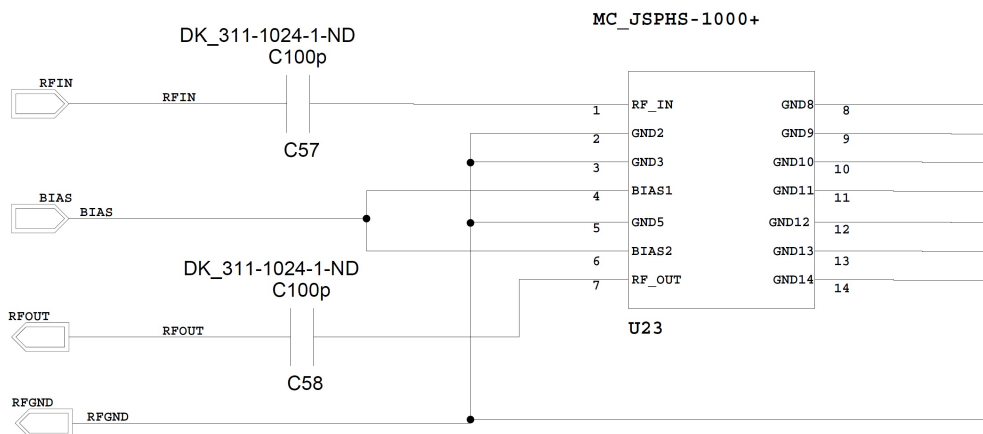 MC_JSPHS-1000+
DK_311-1024-1-ND
C100p
RFIN
RFIN
C57
1 RF_IN GND8 8
2 GND2 GND9 9
3 GND3 GND10 10
4 BIAS1 GND11 11
5 GND5 GND12 12
6 BIAS2 GND13 13
7 RF_OUT GND14 14
BIAS
BIAS
DK_311-1024-1-ND
C100p
U23
RFOUT
RFOUT
C58
RFGND
RFGND